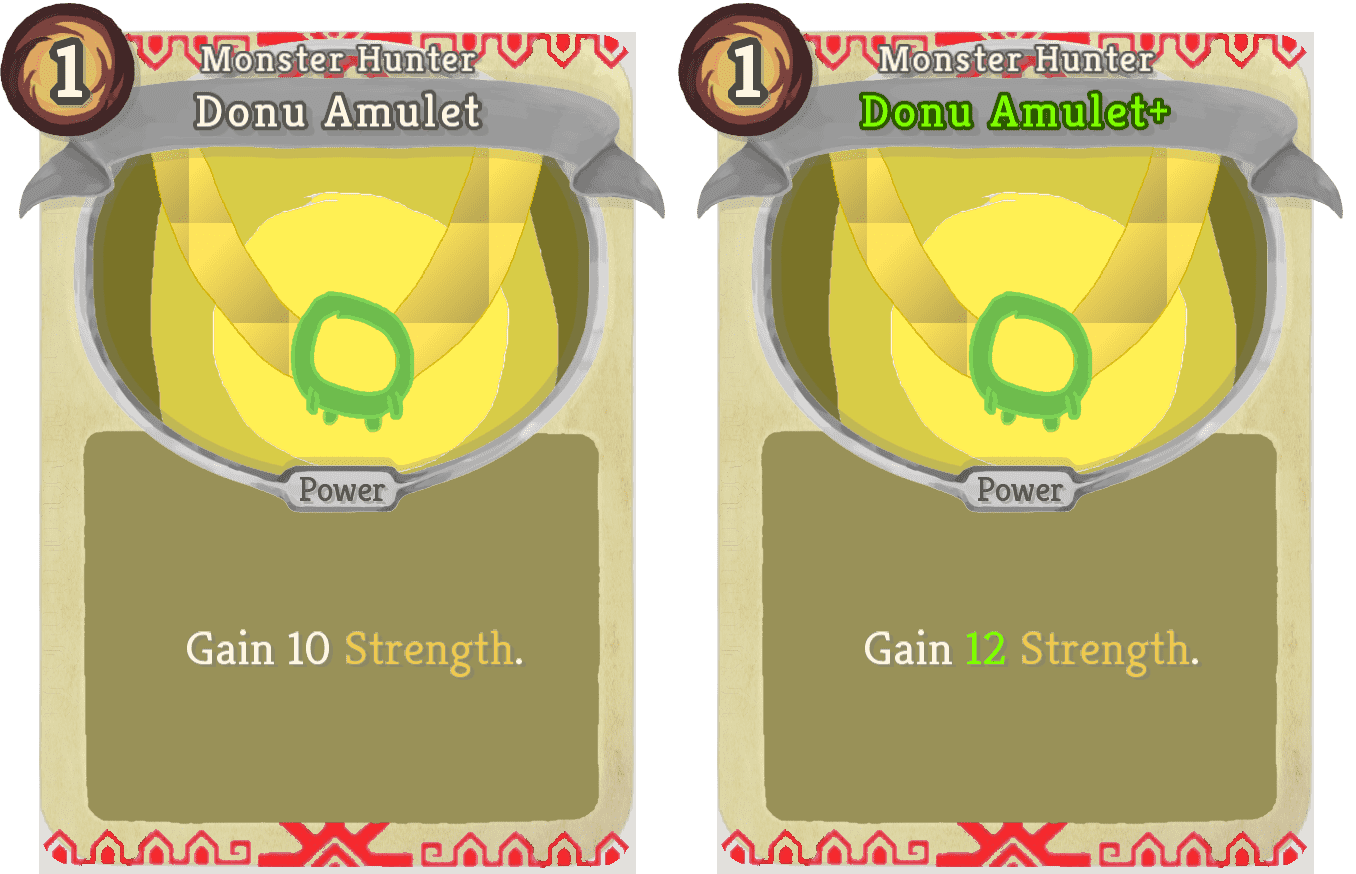 1
Monster Hunter
Donu Amulet
Power
Gain 10 Strength.
1
Monster Hunter
Donu Amulet+
Power
Gain 12 Strength.